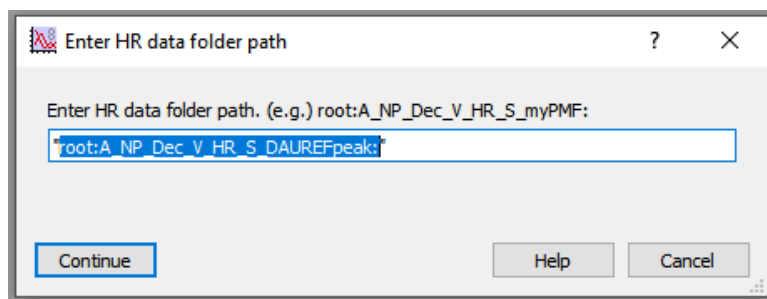 Enter HR data folder path
?
Enter HR data folder path. (e.g.) root:A_NP_Dec_V_HR_S_myPMF:
"root:A_NP_Dec_V_HR_S_DAUREFpeak:"
Continue
Help
Cancel